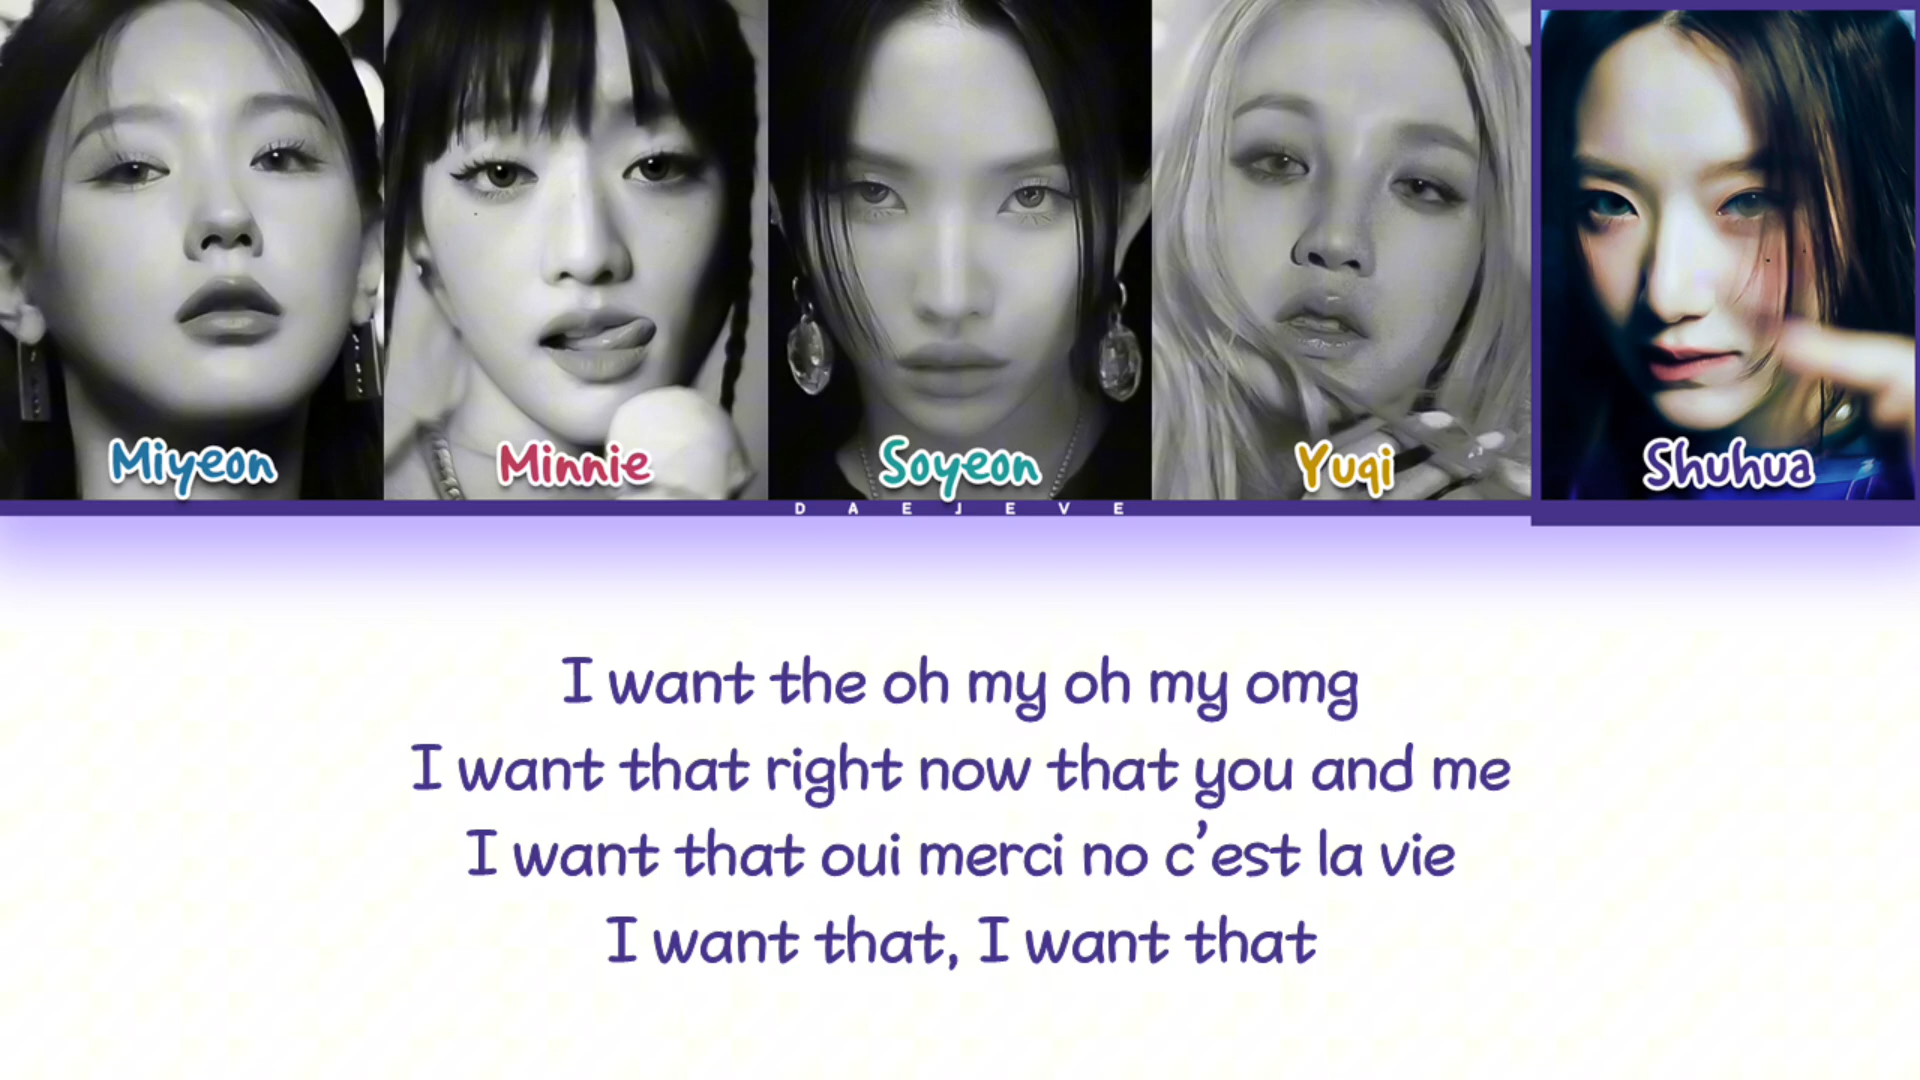 Miyeon
Minnie
Soyeon
Yuqi
Shuhua
DAEJEVE
I want the oh my oh my omg
I want that right now that you and me
I want that oui merci no c’est la vie
I want that, I want that